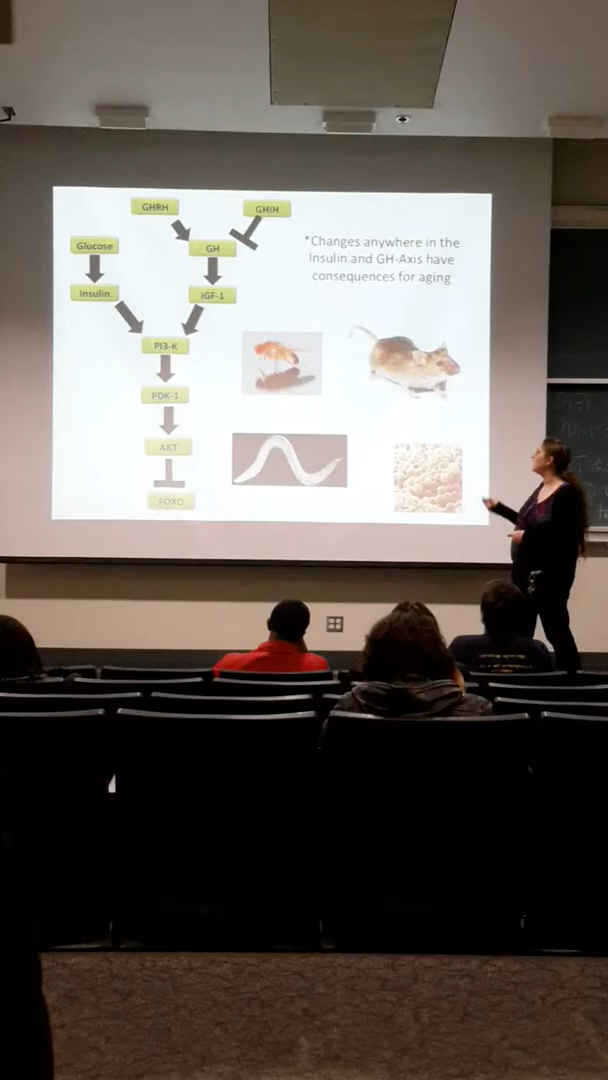 GHRH
GHIH
Glucose
GH
*Changes anywhere in the
Insulin and GH-Axis have
consequences for aging
Insulin
IGF-1
PI3-K
PDK-1
AKT
FOXO